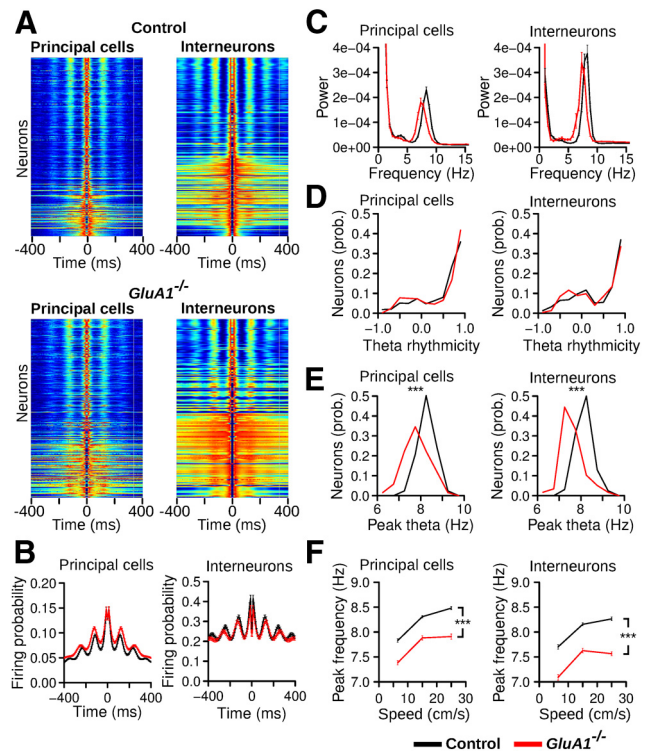 A
Control
Principal cells
Interneurons
Neurons
−400 0 400
Time (ms)
−400 0 400
Time (ms)
GluA1-/-
Principal cells
Interneurons
Neurons
−400 0 400
Time (ms)
−400 0 400
Time (ms)
B
Principal cells
Firing probability
0.20
0.15
0.10
0.05
0.00
−400 0 400
Time (ms)
Interneurons
Firing probability
0.5
0.4
0.3
0.2
0.1
0.0
−400 0 400
Time (ms)
C
Principal cells
Power
4e−04
3e−04
2e−04
1e−04
0e+00
0 5 10 15
Frequency (Hz)
Interneurons
Power
4e−04
3e−04
2e−04
1e−04
0e+00
0 5 10 15
Frequency (Hz)
D
Principal cells
Neurons (prob.)
0.5
0.4
0.3
0.2
0.1
0.0
−1.0 0.0 1.0
Theta rhythmicity
Interneurons
Neurons (prob.)
0.5
0.4
0.3
0.2
0.1
0.0
−1.0 0.0 1.0
Theta rhythmicity
E
Principal cells
***
Neurons (prob.)
0.5
0.4
0.3
0.2
0.1
0.0
6 8 10
Peak theta (Hz)
Interneurons
***
Neurons (prob.)
0.5
0.4
0.3
0.2
0.1
0.0
6 8 10
Peak theta (Hz)
F
Principal cells
Peak frequency (Hz)
9.0
8.5
8.0
7.5
7.0
***
0 5 10 15 20 25 30
Speed (cm/s)
Interneurons
Peak frequency (Hz)
9.0
8.5
8.0
7.5
7.0
***
0 5 10 15 20 25 30
Speed (cm/s)
Control
GluA1-/-